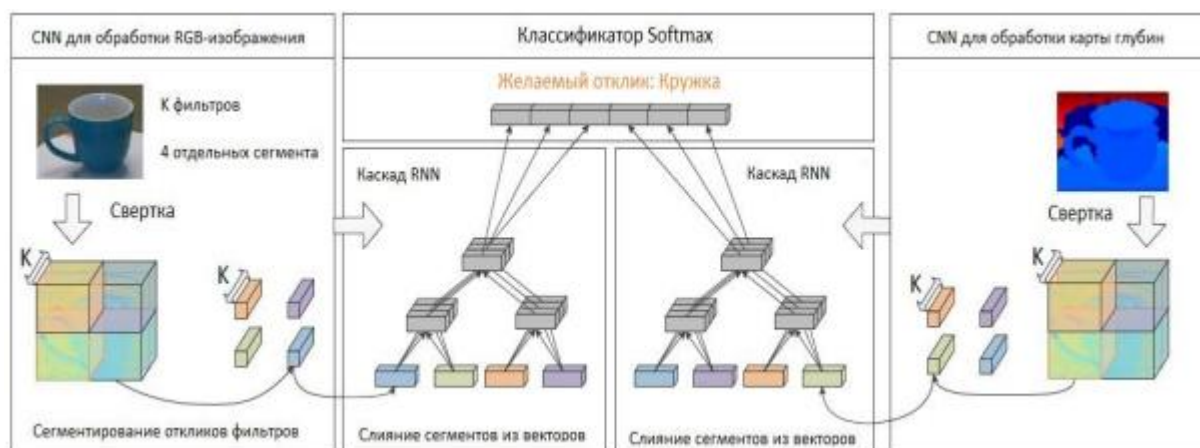 CNN для обработки RGB-изображения
К фильтров
4 отдельных сегмента
Свертка
К
К
Сегментирование откликов фильтров
Классификатор Softmax
Желаемый отклик: Кружка
Каскад RNN
Слияние сегментов из векторов
Каскад RNN
Слияние сегментов из векторов
CNN для обработки карты глубин
Свертка
К
К